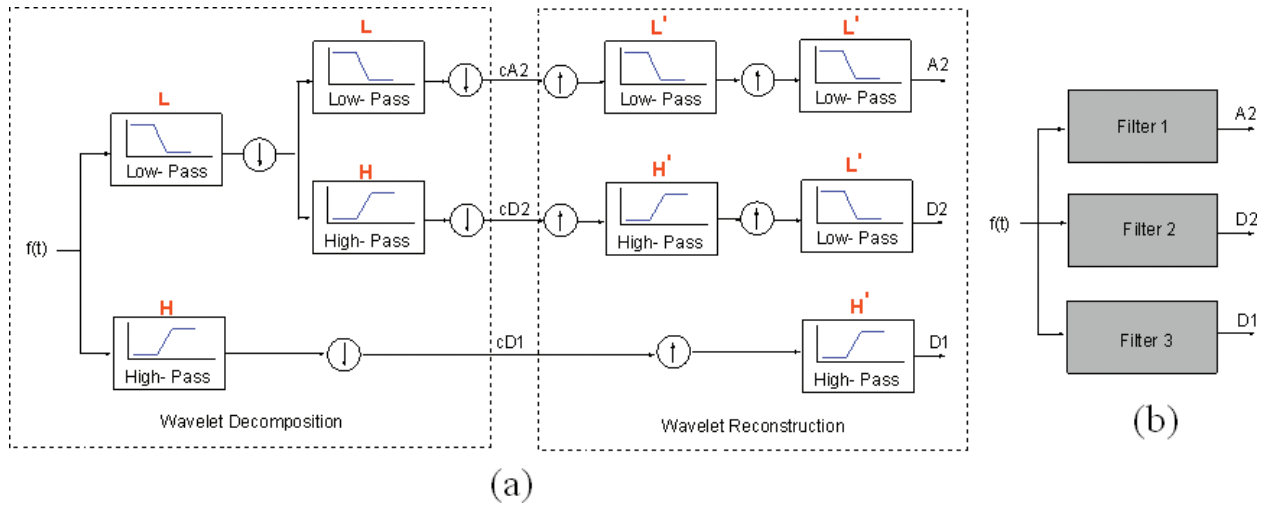 L
L'
L'
Low- Pass
cA2
Low- Pass
Low- Pass
A2
L
Low- Pass
H
H'
L'
High- Pass
cD2
High- Pass
Low- Pass
D2
f(t)
H
High- Pass
cD1
H'
High- Pass
D1
Wavelet Decomposition
Wavelet Reconstruction
(a)
f(t)
Filter 1
A2
Filter 2
D2
Filter 3
D1
(b)